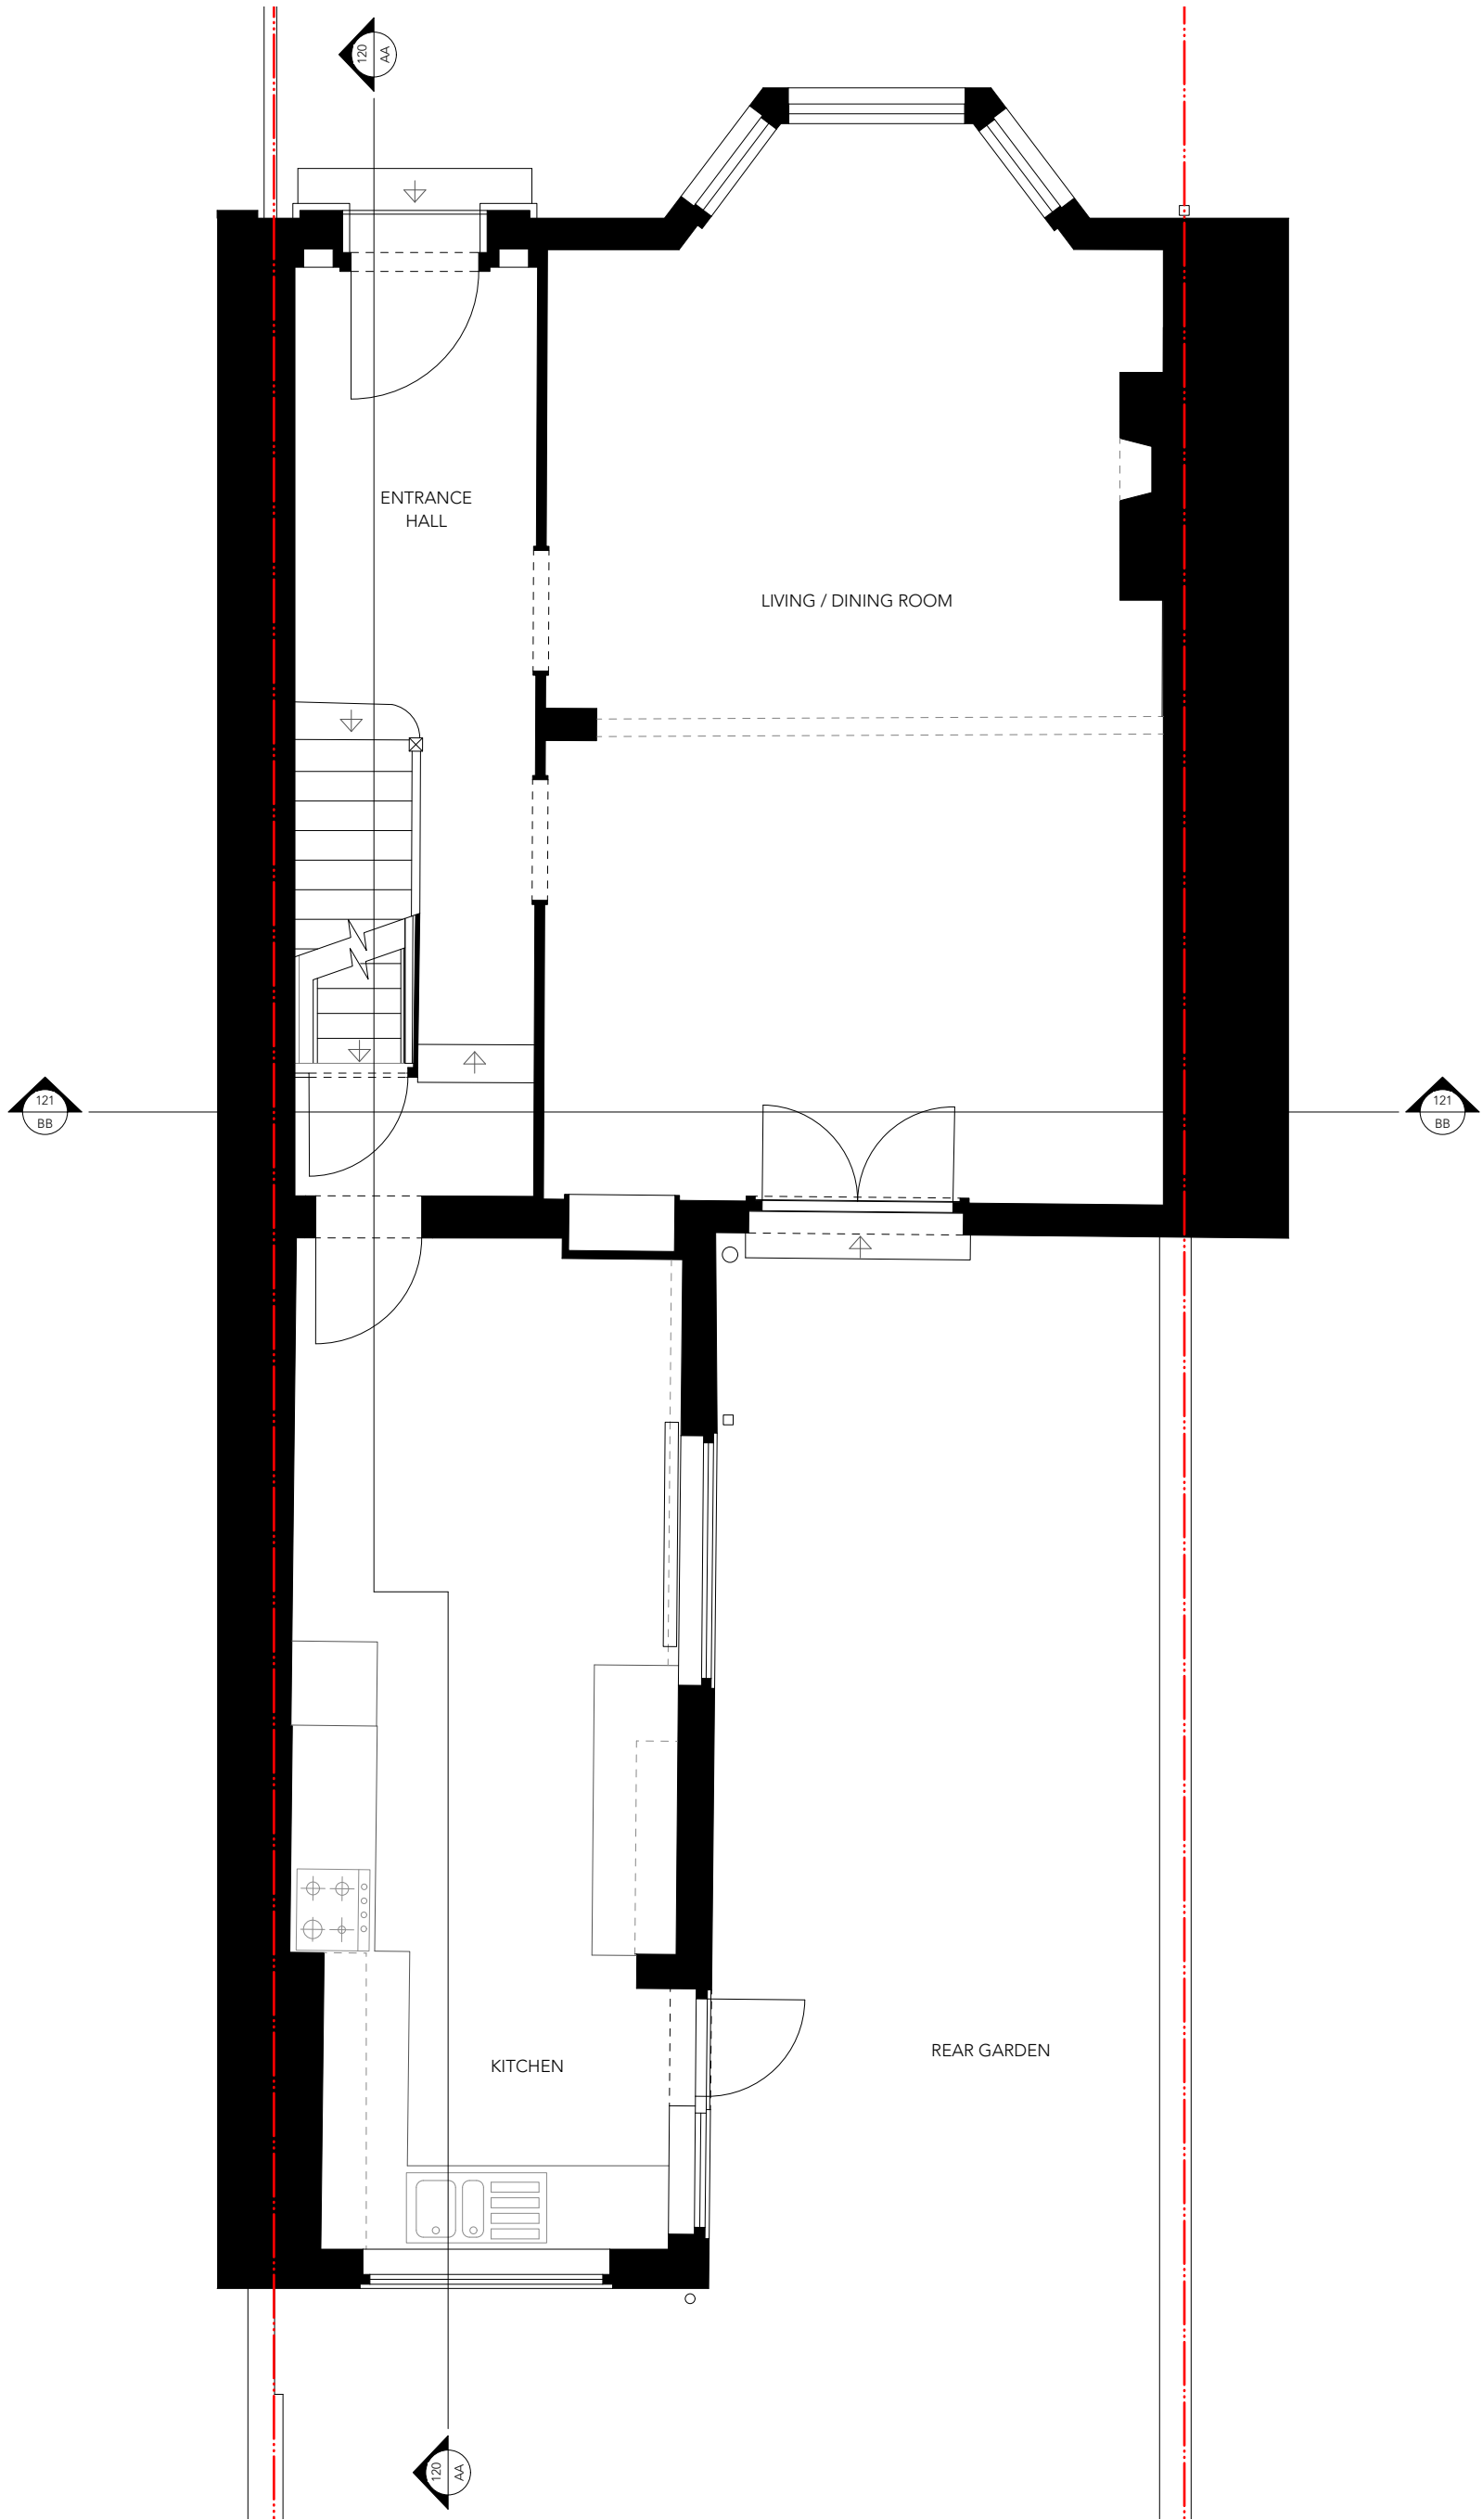 120
AA
ENTRANCE
HALL
LIVING / DINING ROOM
121
BB
121
BB
KITCHEN
REAR GARDEN
120
AA